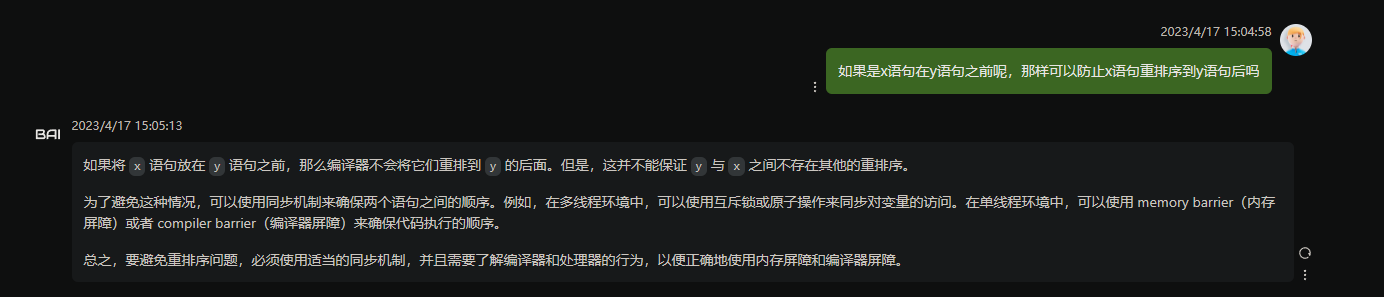 2023/4/17 15:04:58
如果是x语句在y语句之前呢，那样可以防止x语句重排序到y语句后吗
BAI
2023/4/17 15:05:13
如果将 x 语句放在 y 语句之前，那么编译器不会将它们重排到 y 的后面。但是，这并不能保证 y 与 x 之间不存在其他的重排序。
为了避免这种情况，可以使用同步机制来确保两个语句之间的顺序。例如，在多线程环境中，可以使用互斥锁或原子操作来同步对变量的访问。在单线程环境中，可以使用 memory barrier（内存
屏障）或者 compiler barrier（编译器屏障）来确保代码执行的顺序。
总之，要避免重排序问题，必须使用适当的同步机制，并且需要了解编译器和处理器的行为，以便正确地使用内存屏障和编译器屏障。